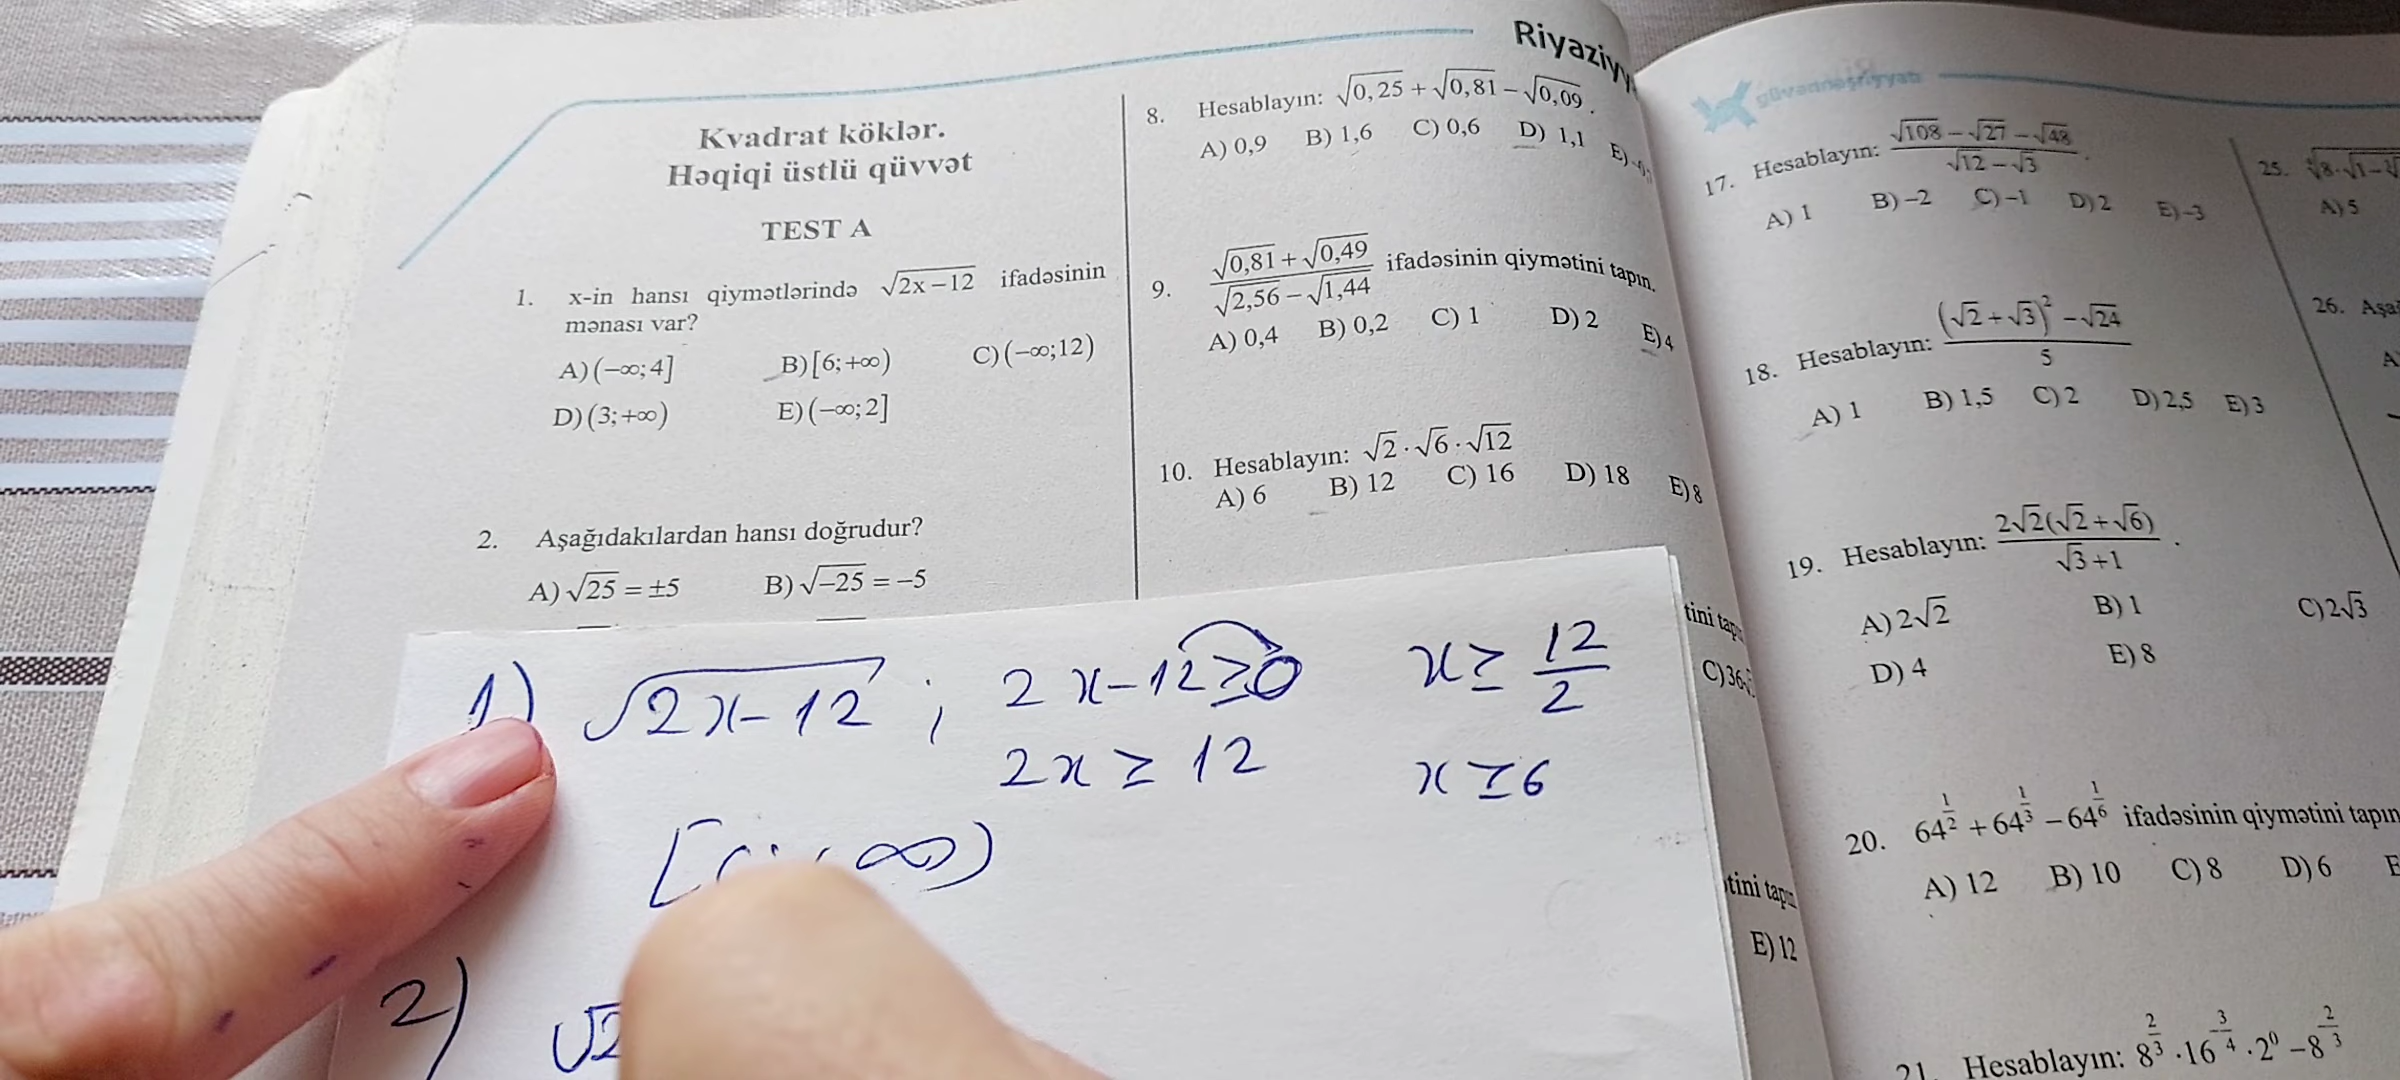 Kvadrat köklər.
Həqiqi üstlü qüvvət
TEST A
1. x-in hansı qiymətlərində √(2x−12) ifadəsinin
mənası var?
A) (−∞; 4] B) [6; +∞) C) (−∞; 12)
D) (3; +∞) E) (−∞; 2]
2. Aşağıdakılardan hansı doğrudur?
A) √25 = ±5 B) √−25 = −5
8. Hesablayın: √0,25 + √0,81 − √0,09.
A) 0,9 B) 1,6 C) 0,6 D) 1,1 E)
9. (√0,81 + √0,49)/(√2,56 − √1,44) ifadəsinin qiymətini tapın.
A) 0,4 B) 0,2 C) 1 D) 2 E) 4
10. Hesablayın: √2 · √6 · √12
A) 6 B) 12 C) 16 D) 18 E) 8
E) 12
1) √(2x−12) ; 2x−12≥0 x ≥ 12/2
2x ≥ 12 x ≥ 6
∞)
2)
güvənnəşriyyatı
17. Hesablayın: (√108 − √27 − √48)/(√12 − √3).
A) 1 B) −2 C) −1 D) 2 E) −3
18. Hesablayın: ((√2 + √3)² − √24)/5
A) 1 B) 1,5 C) 2 D) 2,5 E) 3
19. Hesablayın: (2√2(√2 + √6))/(√3 + 1).
A) 2√2 B) 1 C) 2√3
D) 4 E) 8
20. 64^(1/2) + 64^(1/3) − 64^(1/6) ifadəsinin qiymətini tapın
A) 12 B) 10 C) 8 D) 6
21. Hesablayın: 8^(2/3) · 16^(−3/4) · 2⁰ − 8^(2/3)
25.
A) 5
26.